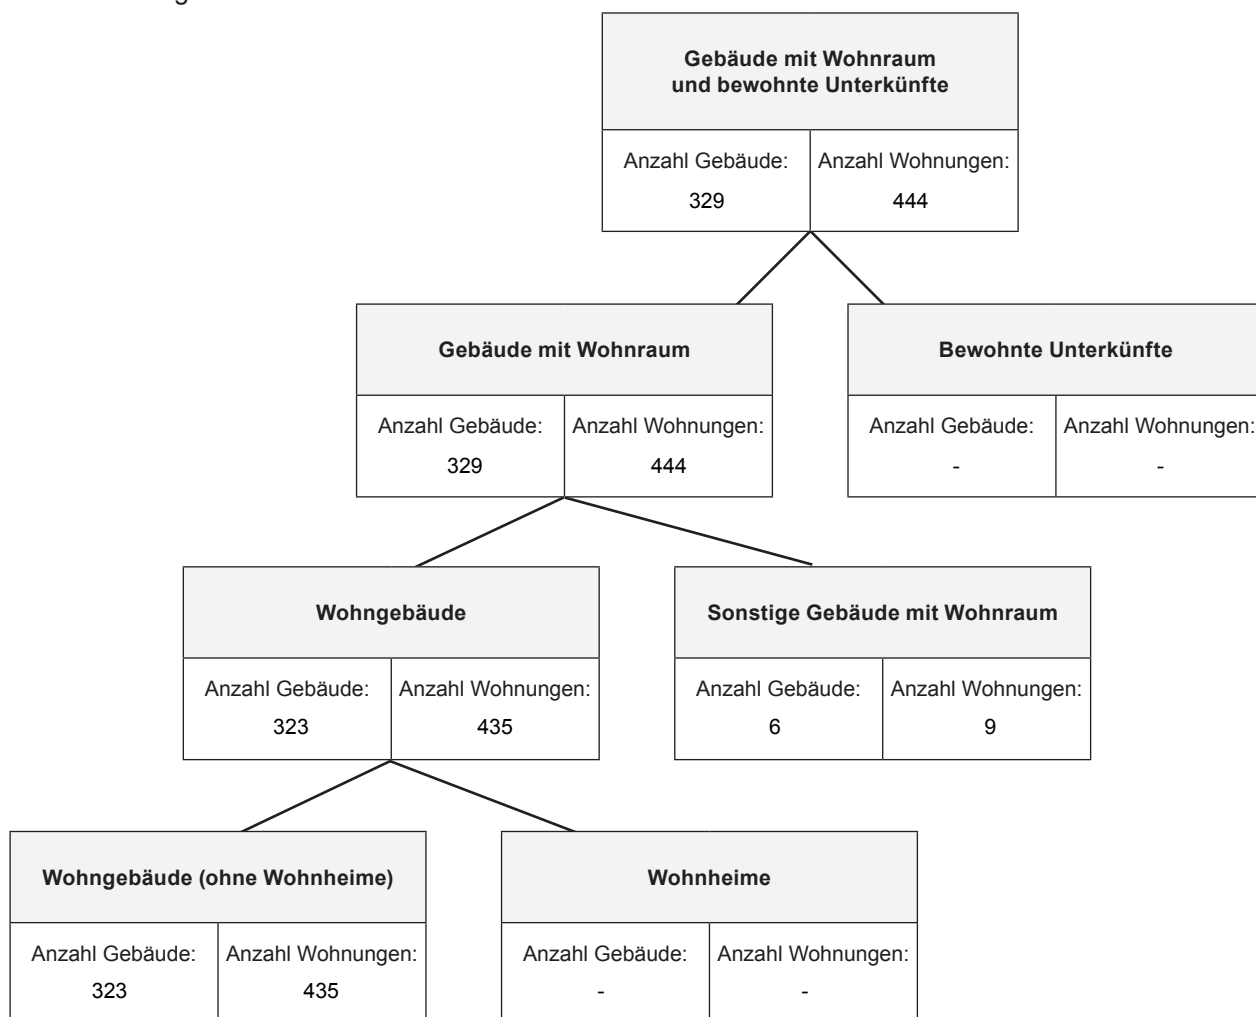 Gebäude mit Wohnraum
und bewohnte Unterkünfte
Anzahl Gebäude: Anzahl Wohnungen:
329 444
Gebäude mit Wohnraum Bewohnte Unterkünfte
Anzahl Gebäude: Anzahl Wohnungen: Anzahl Gebäude: Anzahl Wohnungen:
329 444 - -
Wohngebäude Sonstige Gebäude mit Wohnraum
Anzahl Gebäude: Anzahl Wohnungen: Anzahl Gebäude: Anzahl Wohnungen:
323 435 6 9
Wohngebäude (ohne Wohnheime) Wohnheime
Anzahl Gebäude: Anzahl Wohnungen: Anzahl Gebäude: Anzahl Wohnungen:
323 435 - -